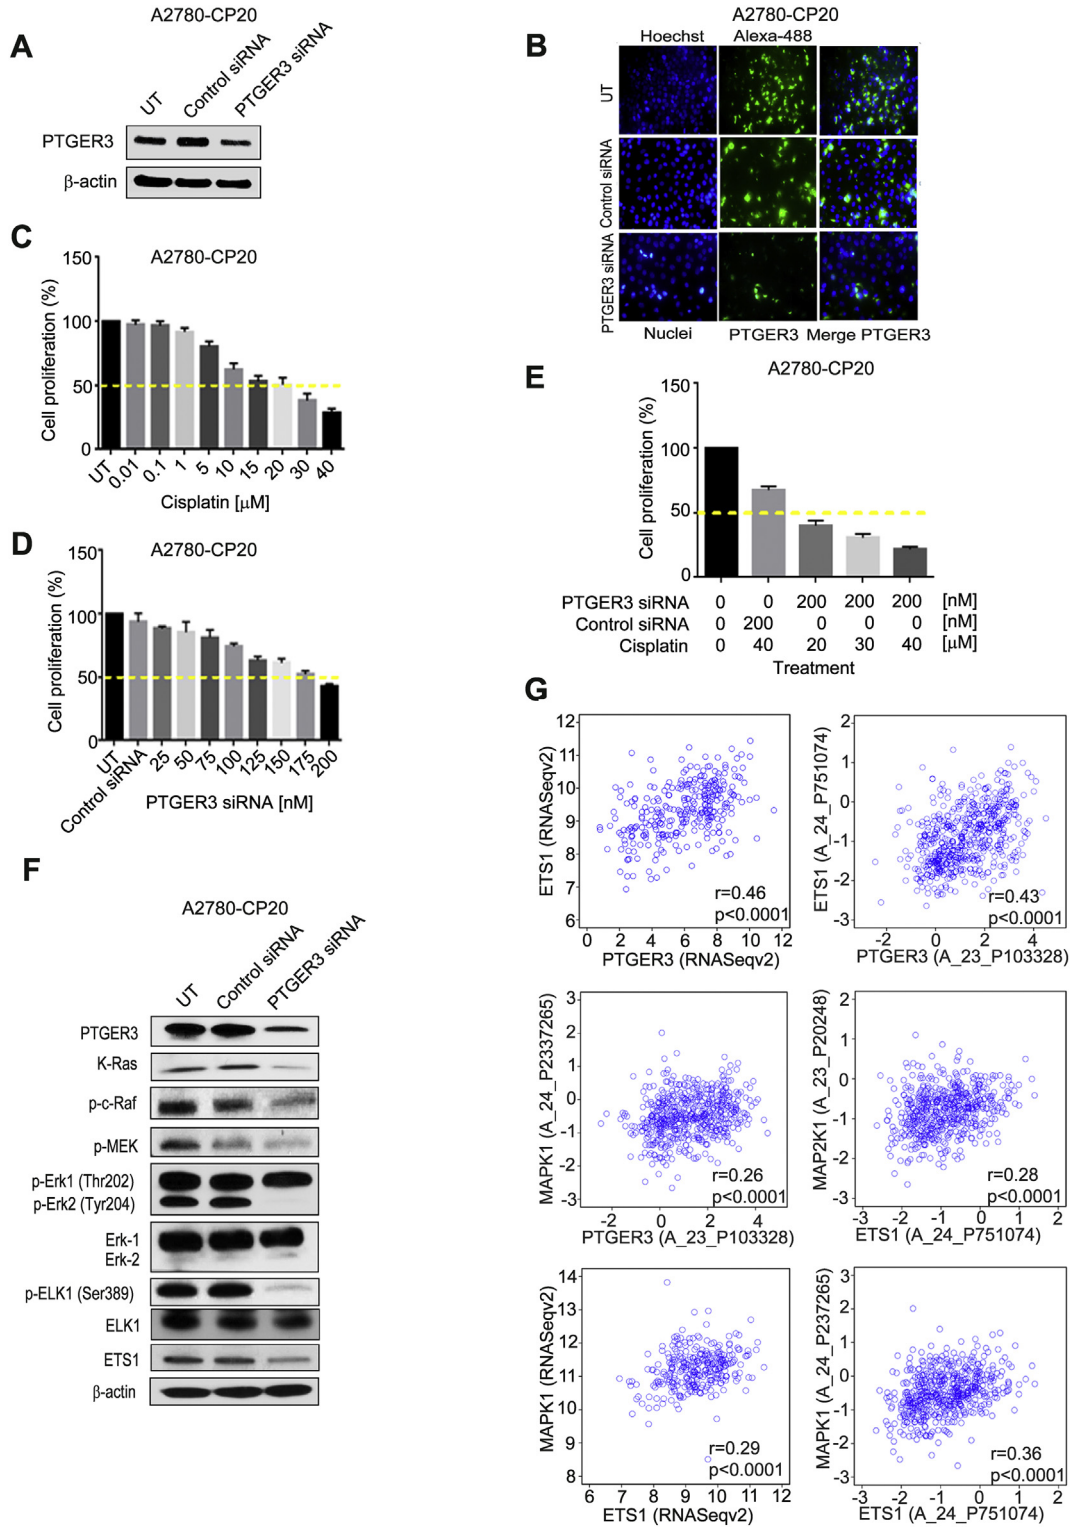 A
A2780-CP20
UT
Control siRNA
PTGER3 siRNA
PTGER3
β-actin
B
A2780-CP20
Hoechst Alexa-488
UT
Control siRNA
PTGER3 siRNA
Nuclei PTGER3 Merge PTGER3
C
A2780-CP20
Cell proliferation (%)
150
100
50
0
UT 0.01 0.1 1 5 10 15 20 30 40
Cisplatin [μM]
D
A2780-CP20
Cell proliferation (%)
150
100
50
0
UT Control siRNA 25 50 75 100 125 150 175 200
PTGER3 siRNA [nM]
E
A2780-CP20
Cell proliferation (%)
150
100
50
0
PTGER3 siRNA 0 0 200 200 200 [nM]
Control siRNA 0 200 0 0 0 [nM]
Cisplatin 0 40 20 30 40 [μM]
Treatment
F
A2780-CP20
UT
Control siRNA
PTGER3 siRNA
PTGER3
K-Ras
p-c-Raf
p-MEK
p-Erk1 (Thr202)
p-Erk2 (Tyr204)
Erk-1
Erk-2
p-ELK1 (Ser389)
ELK1
ETS1
β-actin
G
ETS1 (RNASeqv2)
12
11
10
9
8
7
6
r=0.46
p<0.0001
0 2 4 6 8 10 12
PTGER3 (RNASeqv2)
ETS1 (A_24_P751074)
2
0
-1
-2
-3
r=0.43
p<0.0001
-2 0 2 4
PTGER3 (A_23_P103328)
MAPK1 (A_24_P2337265)
3
2
1
0
-1
-2
-3
r=0.26
p<0.0001
-2 0 2 4
PTGER3 (A_23_P103328)
MAP2K1 (A_23_P20248)
2
1
0
-1
-2
-3
r=0.28
p<0.0001
-3 -2 -1 0 1 2
ETS1 (A_24_P751074)
MAPK1 (RNASeqv2)
14
13
12
11
10
9
8
r=0.29
p<0.0001
6 7 8 9 10 11 12
ETS1 (RNASeqv2)
MAPK1 (A_24_P237265)
3
2
1
0
-1
-2
-3
r=0.36
p<0.0001
-3 -2 -1 0 1 2
ETS1 (A_24_P751074)